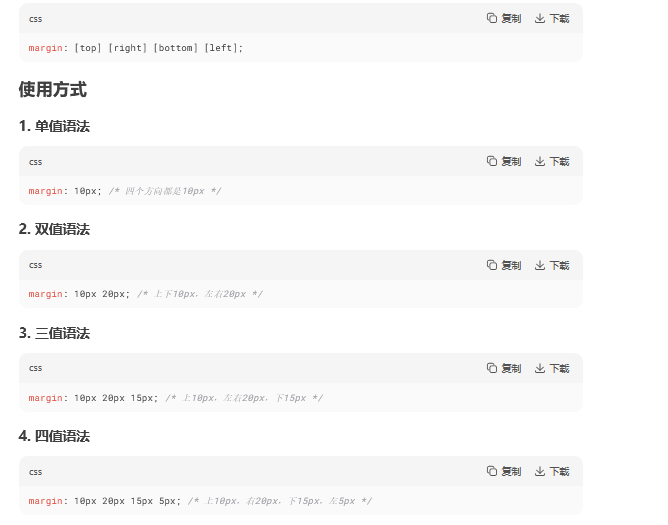 css 复制 下载
margin: [top] [right] [bottom] [left];
使用方式
1. 单值语法
css 复制 下载
margin: 10px; /* 四个方向都是10px */
2. 双值语法
css 复制 下载
margin: 10px 20px; /* 上下10px，左右20px */
3. 三值语法
css 复制 下载
margin: 10px 20px 15px; /* 上10px，左右20px，下15px */
4. 四值语法
css 复制 下载
margin: 10px 20px 15px 5px; /* 上10px，右20px，下15px，左5px */